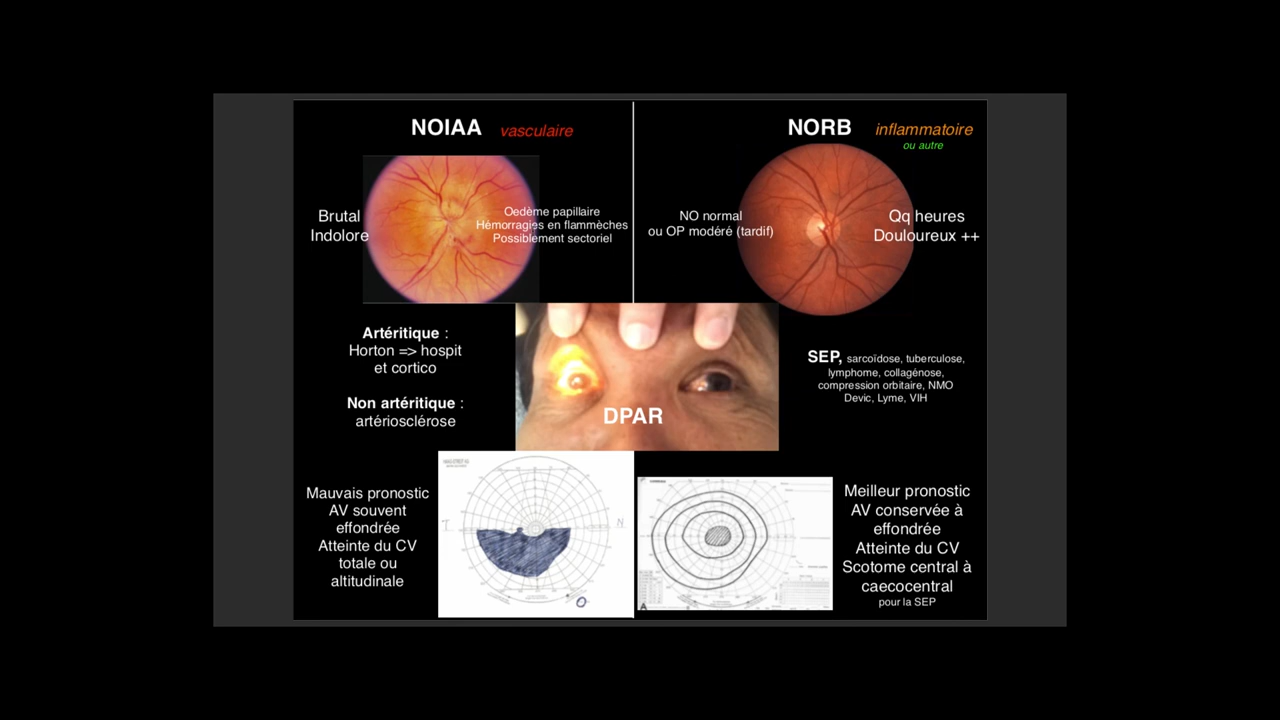 NOIAA vasculaire
Brutal
Indolore
Oedème papillaire
Hémorragies en flammèches
Possiblement sectoriel
NORB inflammatoire
ou autre
NO normal
ou OP modéré (tardif)
Qq heures
Douloureux ++
Artéritique :
Horton => hospit
et cortico
Non artéritique :
artériosclérose
DPAR
SEP, sarcoïdose, tuberculose,
lymphome, collagénose,
compression orbitaire, NMO
Devic, Lyme, VIH
Mauvais pronostic
AV souvent
effondrée
Atteinte du CV
totale ou
altitudinale
T
N
O
A
Meilleur pronostic
AV conservée à
effondrée
Atteinte du CV
Scotome central à
caecocentral
pour la SEP